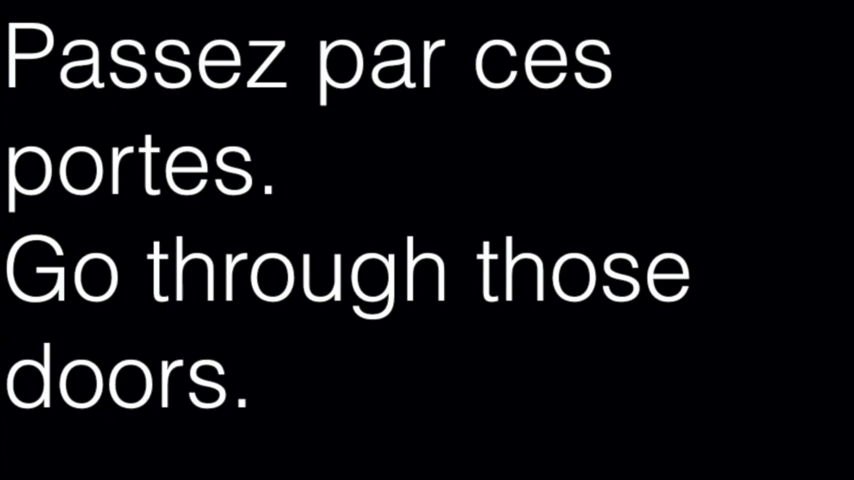 Passez par ces
portes.
Go through those
doors.